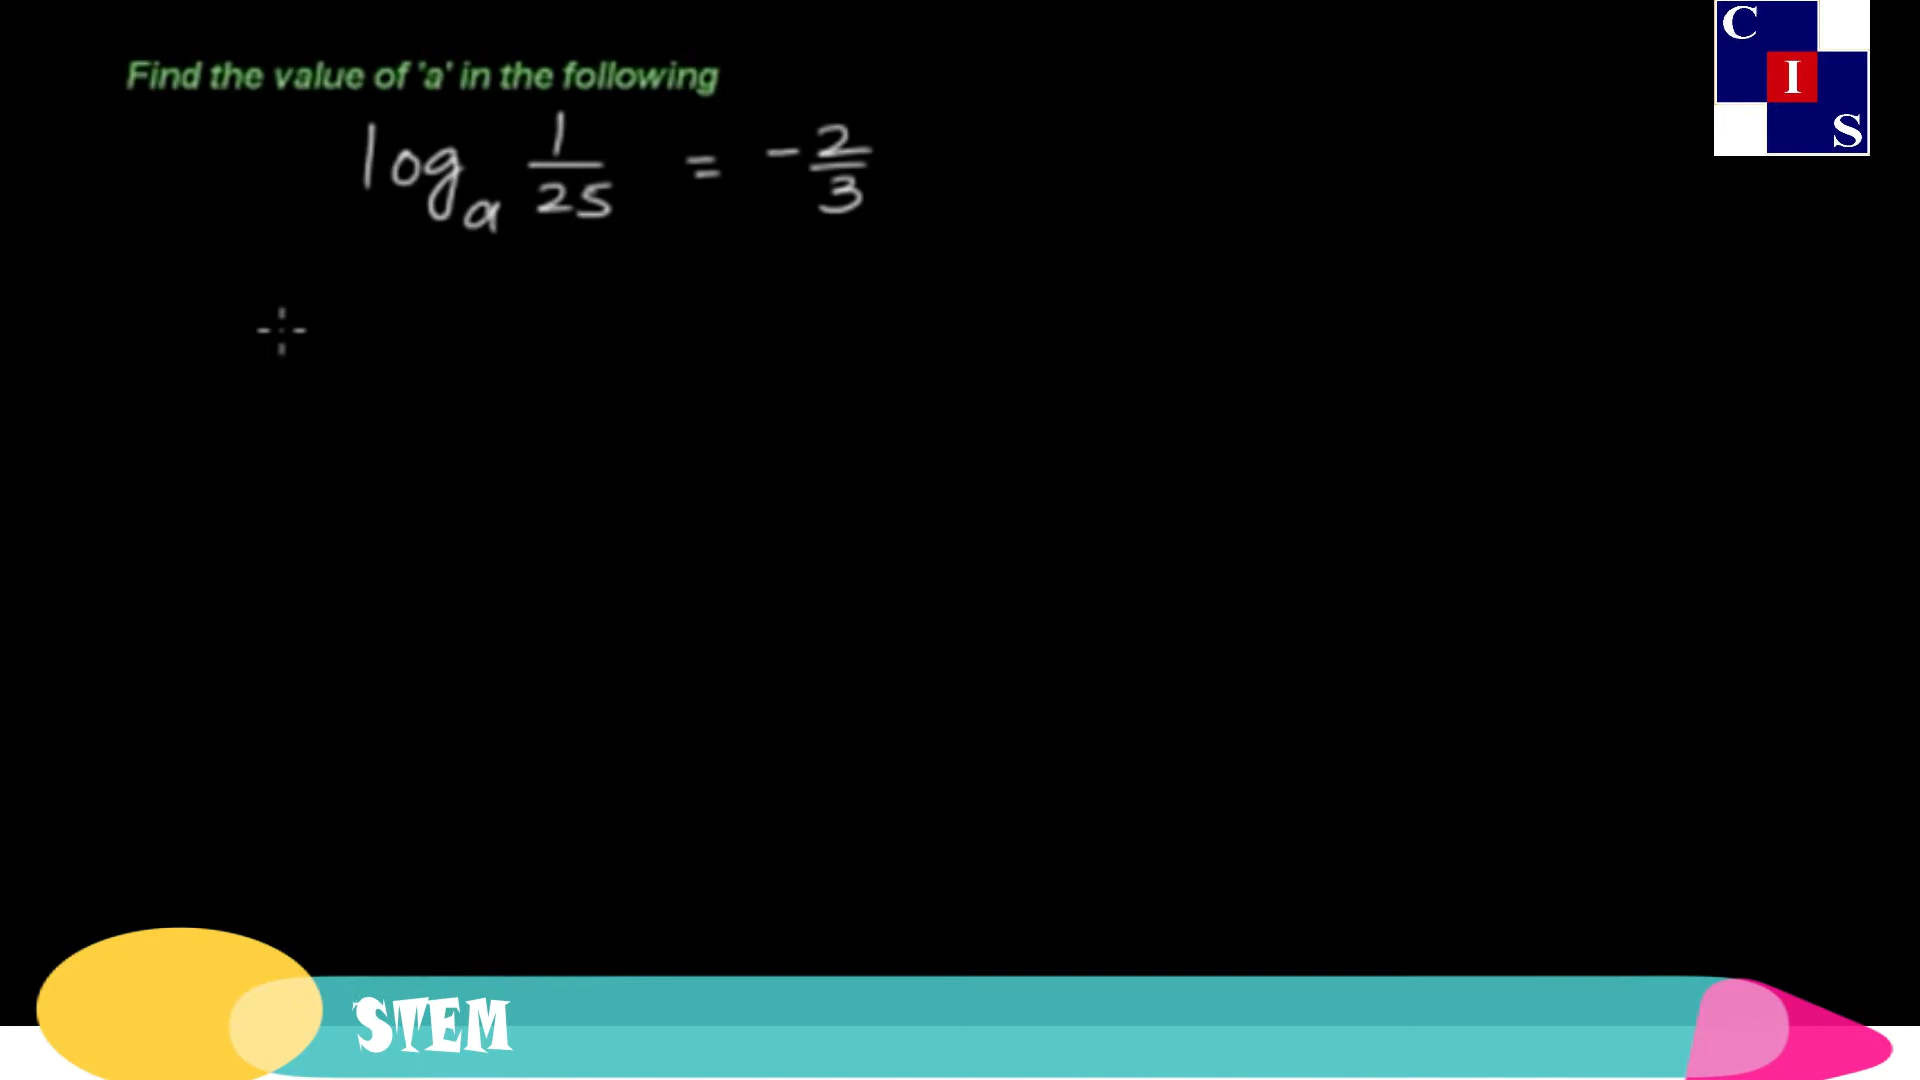 C
I
S
Find the value of 'a' in the following
log_a 1/25 = -2/3
STEM